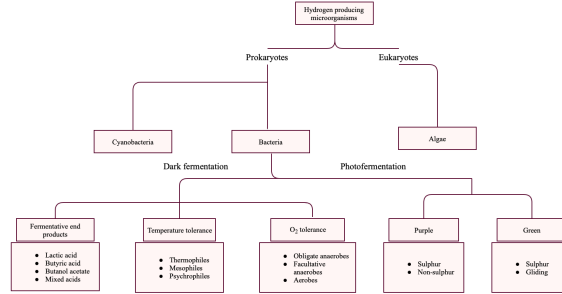 Hydrogen producing
microorganisms
Prokaryotes
Eukaryotes
Cyanobacteria
Bacteria
Algae
Dark fermentation
Photofermentation
Fermentative end
products
Lactic acid
Butyric acid
Butanol acetate
Mixed acids
Temperature tolerance
Thermophiles
Mesophiles
Psychrophiles
O₂ tolerance
Obligate anaerobes
Facultative
anaerobes
Aerobes
Purple
Sulphur
Non-sulphur
Green
Sulphur
Gliding